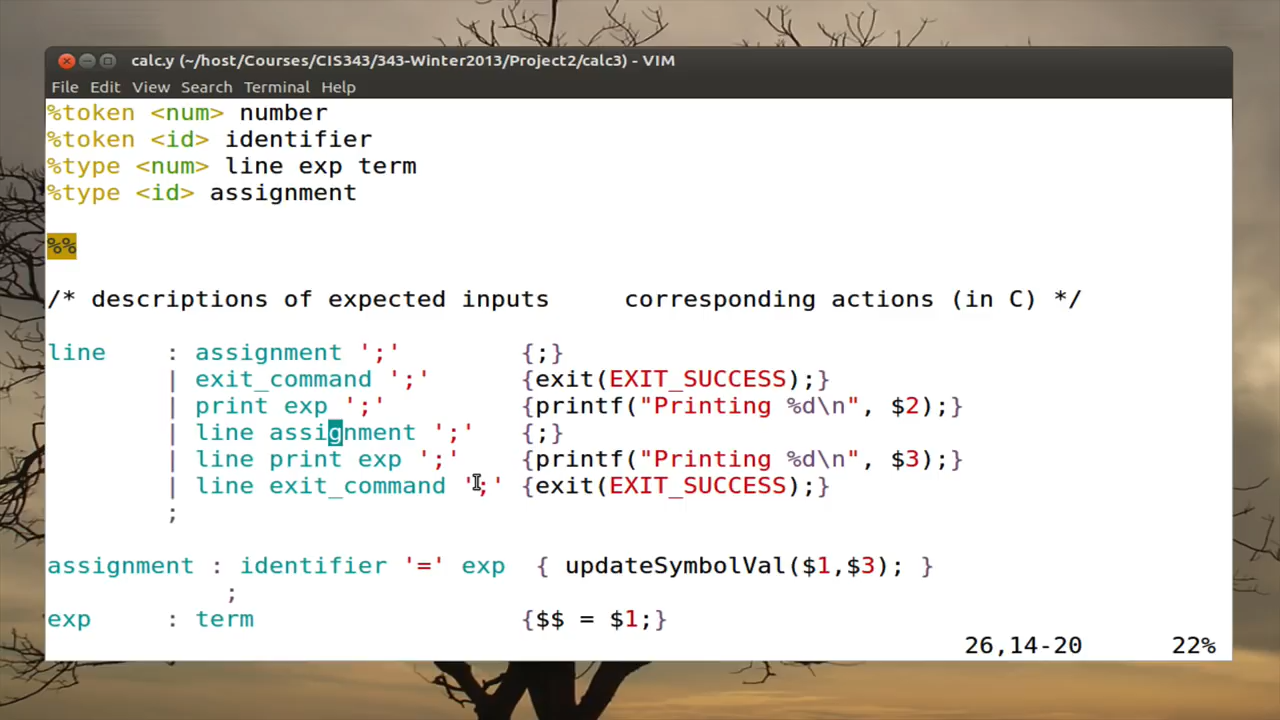 calc.y (~/host/Courses/CIS343/343-Winter2013/Project2/calc3) - VIM
File Edit View Search Terminal Help
%token <num> number
%token <id> identifier
%type <num> line exp term
%type <id> assignment
%%
/* descriptions of expected inputs     corresponding actions (in C) */
line    : assignment ';'        {;}
        | exit_command ';'      {exit(EXIT_SUCCESS);}
        | print exp ';'         {printf("Printing %d\n", $2);}
        | line assignment ';'   {;}
        | line print exp ';'    {printf("Printing %d\n", $3);}
        | line exit_command ';' {exit(EXIT_SUCCESS);}
        ;
assignment : identifier '=' exp  { updateSymbolVal($1,$3); }
            ;
exp     : term                  {$$ = $1;}
26,14-20      22%